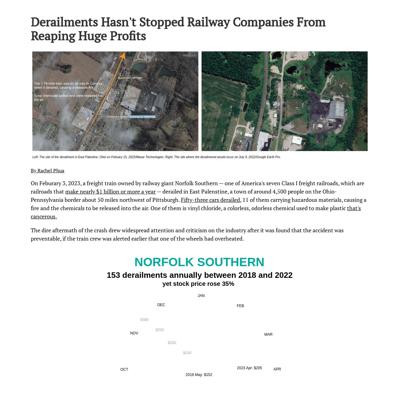 Derailments Hasn't Stopped Railway Companies From
Reaping Huge Profits
Left: The site of the derailment in East Palenstine, Ohio on February 15, 2023/Maxar Technologies; Right: The site where the derailment would occur on July 9, 2022/Google Earth Pro.
By Rachel Phua
On Feburary 3, 2023, a freight train owned by railway giant Norfolk Southern — one of America's seven Class I freight railroads, which are
railroads that make nearly $1 billion or more a year — derailed in East Palenstine, a town of around 4,500 people on the Ohio-
Pennsylvania border about 50 miles northwest of Pittsburgh. Fifty-three cars derailed, 11 of them carrying hazardous materials, causing a
fire and the chemicals to be released into the air. One of them is vinyl chloride, a colorless, odorless chemical used to make plastic that's
cancerous.
The dire aftermath of the crash drew widespread attention and criticism on the industry after it was found that the accident was
preventable, if the train crew was alerted earlier that one of the wheels had overheated.
NORFOLK SOUTHERN
153 derailments annually between 2018 and 2022
yet stock price rose 35%
JAN
DEC
FEB
NOV
MAR
2023 Apr:
OCT
2018 May: $152
APR